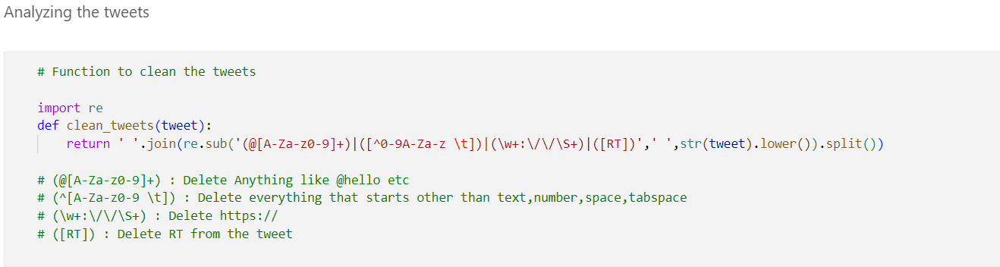 Analyzing the tweets
# Function to clean the tweets
import re
def clean_tweets(tweet):
return ' '.join(re.sub('(@[A-Za-z0-9]+)|([^0-9A-Za-z \t])|(\w+:\/\/\S+)|([RT])',' ',str(tweet).lower()).split())
# (@[A-Za-z0-9]+) : Delete Anything like @hello etc
# (^[A-Za-z0-9 \t]) : Delete everything that starts other than text,number,space,tabspace
# (\w+:\/\/\S+) : Delete https://
# ([RT]) : Delete RT from the tweet